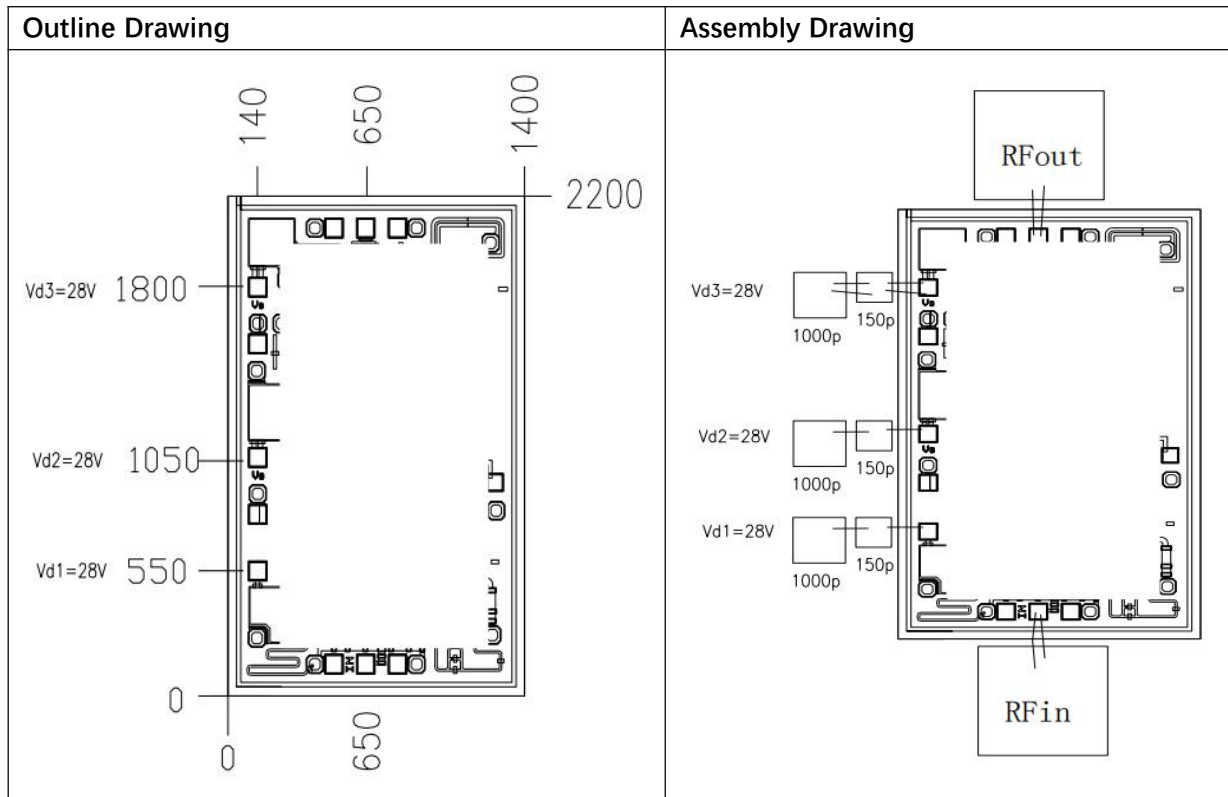 Outline Drawing
Assembly Drawing
140
650
1400
2200
Vd3=28V 1800
Vd2=28V 1050
Vd1=28V 550
0
0
650
RFout
Vd3=28V
1000p
150p
Vd2=28V
1000p
150p
Vd1=28V
1000p
150p
RFin